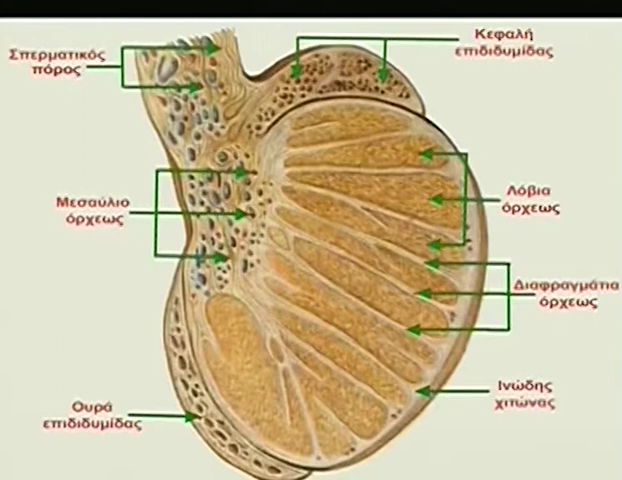 Σπερματικός
πόρος
Κεφαλή
επιδιδυμίδας
Μεσαύλιο
όρχεως
Λόβια
όρχεως
Διαφραγμάτια
όρχεως
Ινώδης
χιτώνας
Ουρά
επιδιδυμίδας